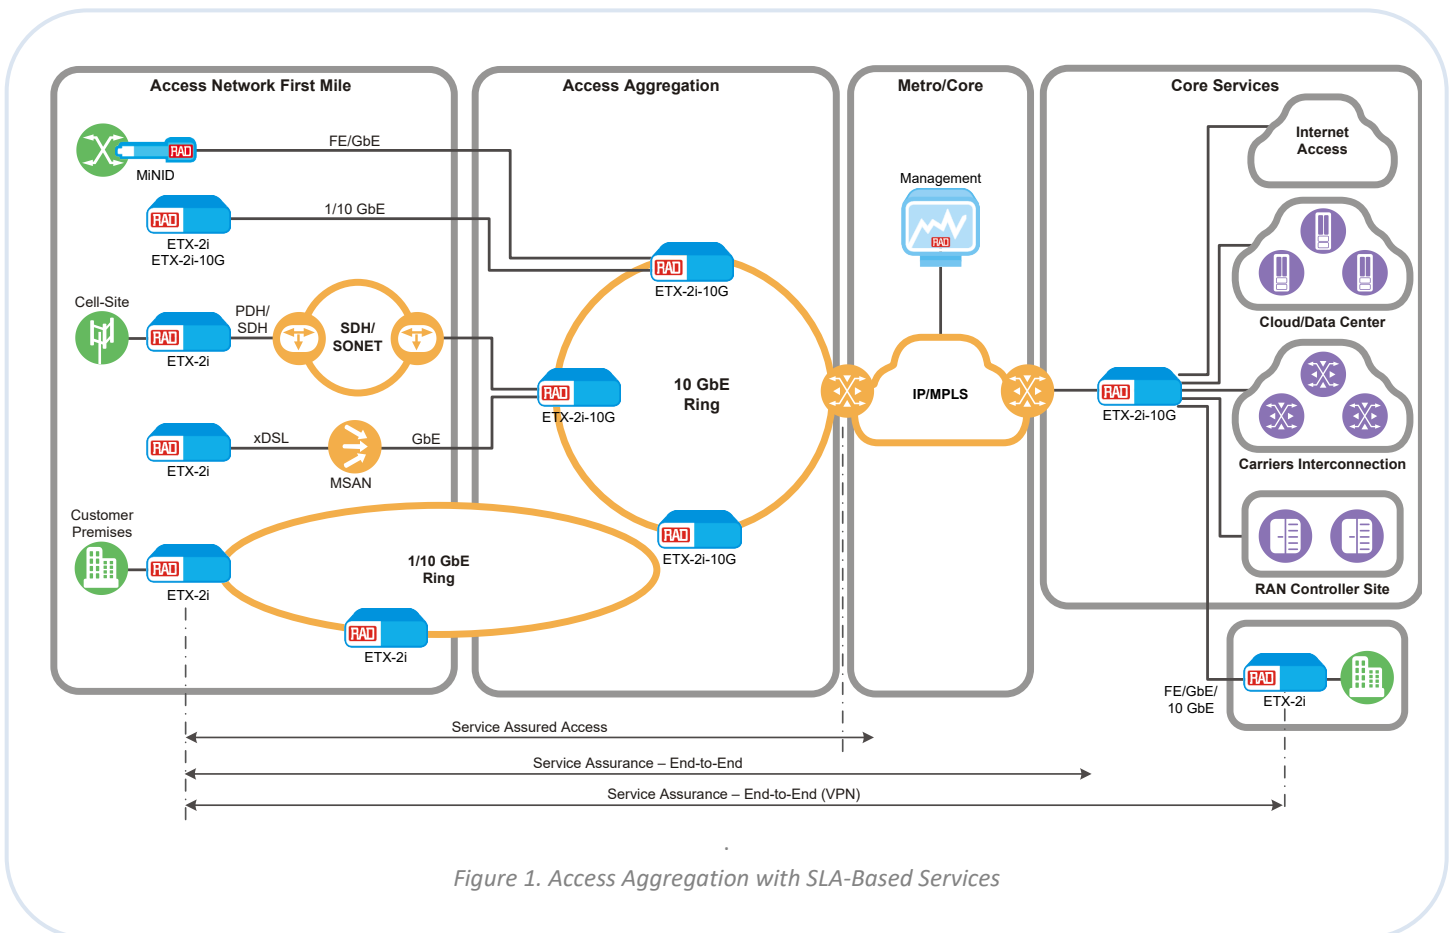 Access Network First Mile
Access Aggregation
Metro/Core
Core Services
FE/GbE
RAD
MiNID
1/10 GbE
RAD
ETX-2i
ETX-2i-10G
Cell-Site
PDH/
SDH
RAD
ETX-2i
SDH/
SONET
xDSL
GbE
RAD
ETX-2i
MSAN
Customer
Premises
RAD
ETX-2i
1/10 GbE
Ring
RAD
ETX-2i
RAD
ETX-2i-10G
RAD
ETX-2i-10G
10 GbE
Ring
RAD
ETX-2i-10G
Management
RAD
IP/MPLS
RAD
ETX-2i-10G
Internet
Access
Cloud/Data Center
Carriers Interconnection
RAN Controller Site
FE/GbE/
10 GbE
RAD
ETX-2i
Service Assured Access
Service Assurance – End-to-End
Service Assurance – End-to-End (VPN)
.
Figure 1. Access Aggregation with SLA-Based Services